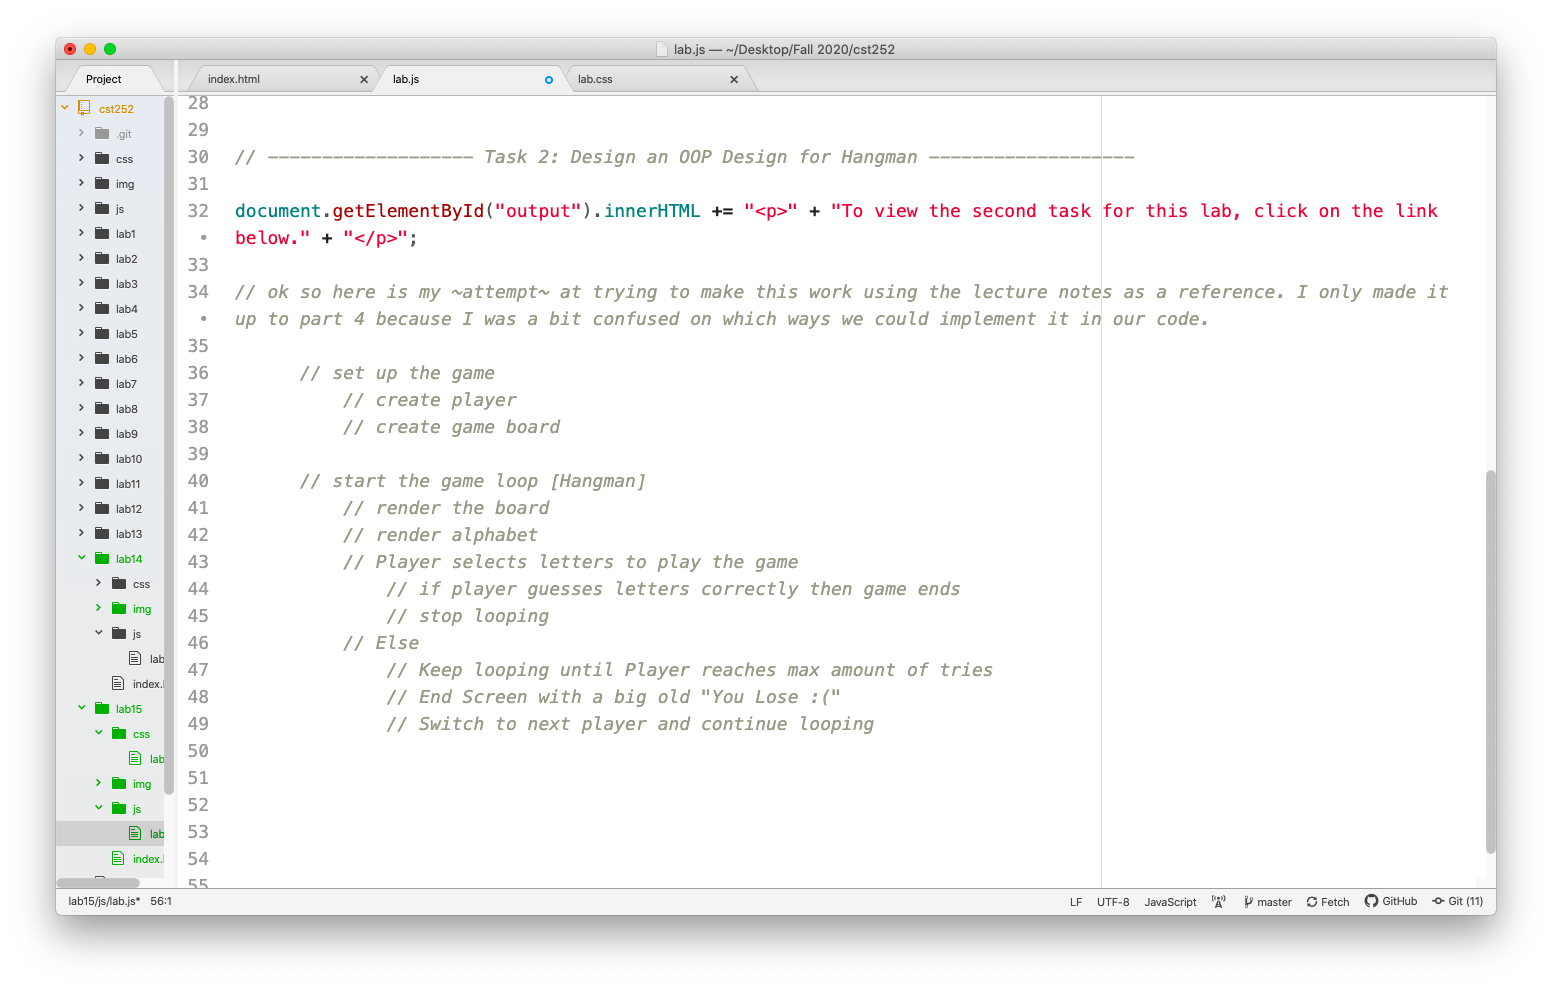 lab.js — ~/Desktop/Fall 2020/cst252
Project
index.html
lab.js
lab.css
cst252
.git
css
img
js
lab1
lab2
lab3
lab4
lab5
lab6
lab7
lab8
lab9
lab10
lab11
lab12
lab13
lab14
css
img
js
lab
index.
lab15
css
lab
img
js
lab
index.
28
29
30 // ------------------- Task 2: Design an OOP Design for Hangman -------------------
31
32 document.getElementById("output").innerHTML += "<p>" + "To view the second task for this lab, click on the link
• below." + "</p>";
33
34 // ok so here is my ~attempt~ at trying to make this work using the lecture notes as a reference. I only made it
• up to part 4 because I was a bit confused on which ways we could implement it in our code.
35
36 // set up the game
37 // create player
38 // create game board
39
40 // start the game loop [Hangman]
41 // render the board
42 // render alphabet
43 // Player selects letters to play the game
44 // if player guesses letters correctly then game ends
45 // stop looping
46 // Else
47 // Keep looping until Player reaches max amount of tries
48 // End Screen with a big old "You Lose :("
49 // Switch to next player and continue looping
50
51
52
53
54
55
lab15/js/lab.js* 56:1
LF UTF-8 JavaScript master Fetch GitHub Git (11)